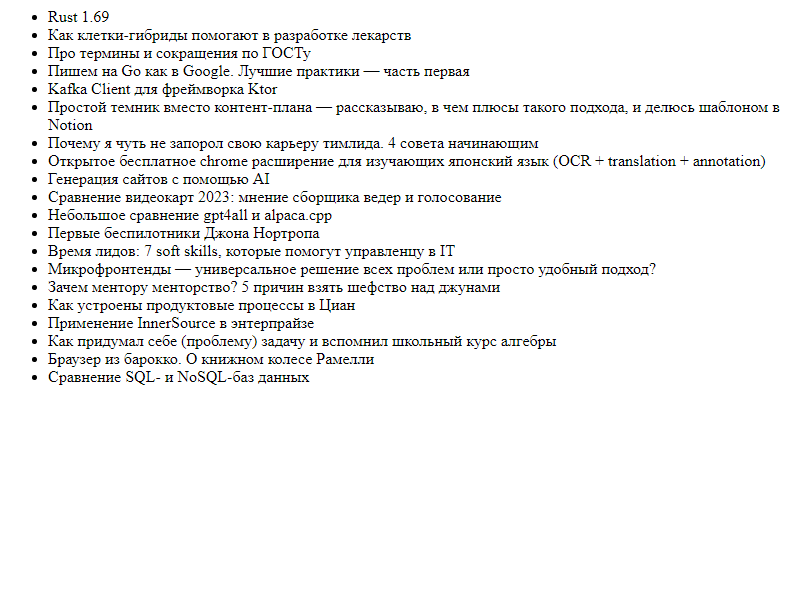 Rust 1.69
Как клетки-гибриды помогают в разработке лекарств
Про термины и сокращения по ГОСТу
Пишем на Go как в Google. Лучшие практики — часть первая
Kafka Client для фреймворка Ktor
Простой темник вместо контент-плана — рассказываю, в чем плюсы такого подхода, и делюсь шаблоном в
Notion
Почему я чуть не запорол свою карьеру тимлида. 4 совета начинающим
Открытое бесплатное chrome расширение для изучающих японский язык (OCR + translation + annotation)
Генерация сайтов с помощью AI
Сравнение видеокарт 2023: мнение сборщика ведер и голосование
Небольшое сравнение gpt4all и alpaca.cpp
Первые беспилотники Джона Нортропа
Время лидов: 7 soft skills, которые помогут управленцу в IT
Микрофронтенды — универсальное решение всех проблем или просто удобный подход?
Зачем ментору менторство? 5 причин взять шефство над джунами
Как устроены продуктовые процессы в Циан
Применение InnerSource в энтерпрайзе
Как придумал себе (проблему) задачу и вспомнил школьный курс алгебры
Браузер из барокко. О книжном колесе Рамелли
Сравнение SQL- и NoSQL-баз данных